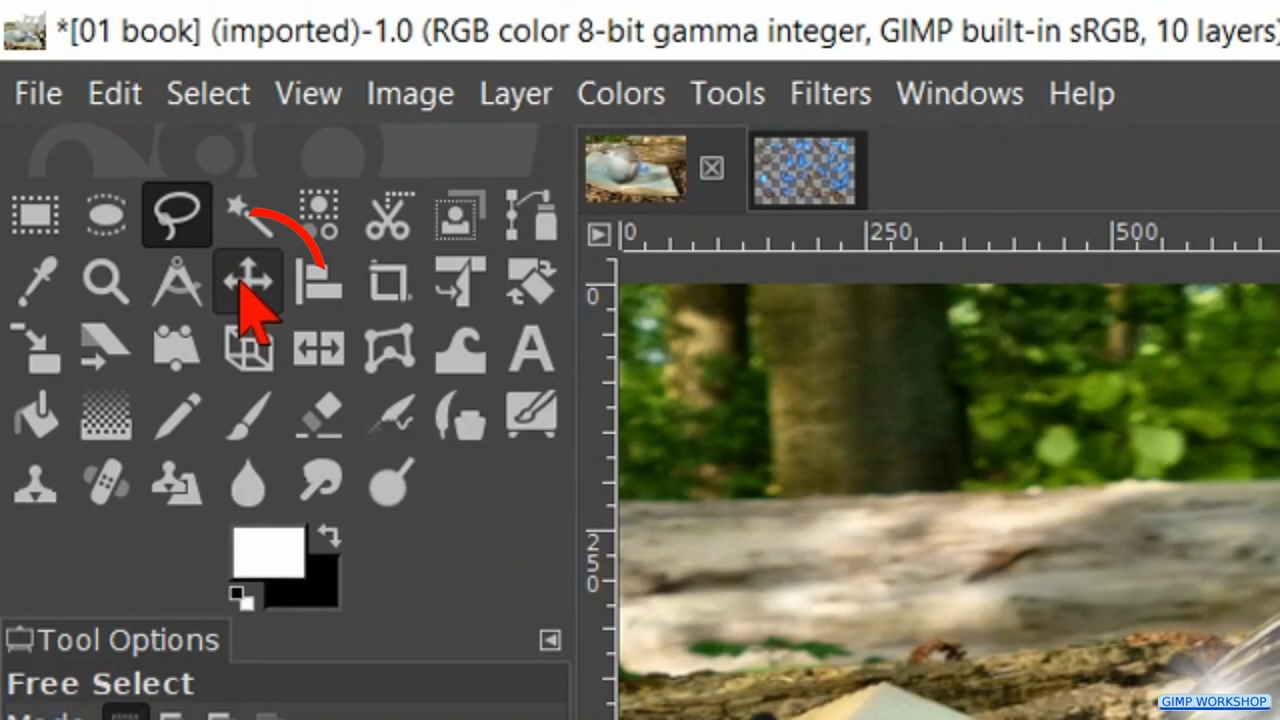 *[01 book] (imported)-1.0 (RGB color 8-bit gamma integer, GIMP built-in sRGB, 10 layers)
File Edit Select View Image Layer Colors Tools Filters Windows Help
0 250 500
0
A
250
Tool Options
Free Select
Mode:
GIMP WORKSHOP